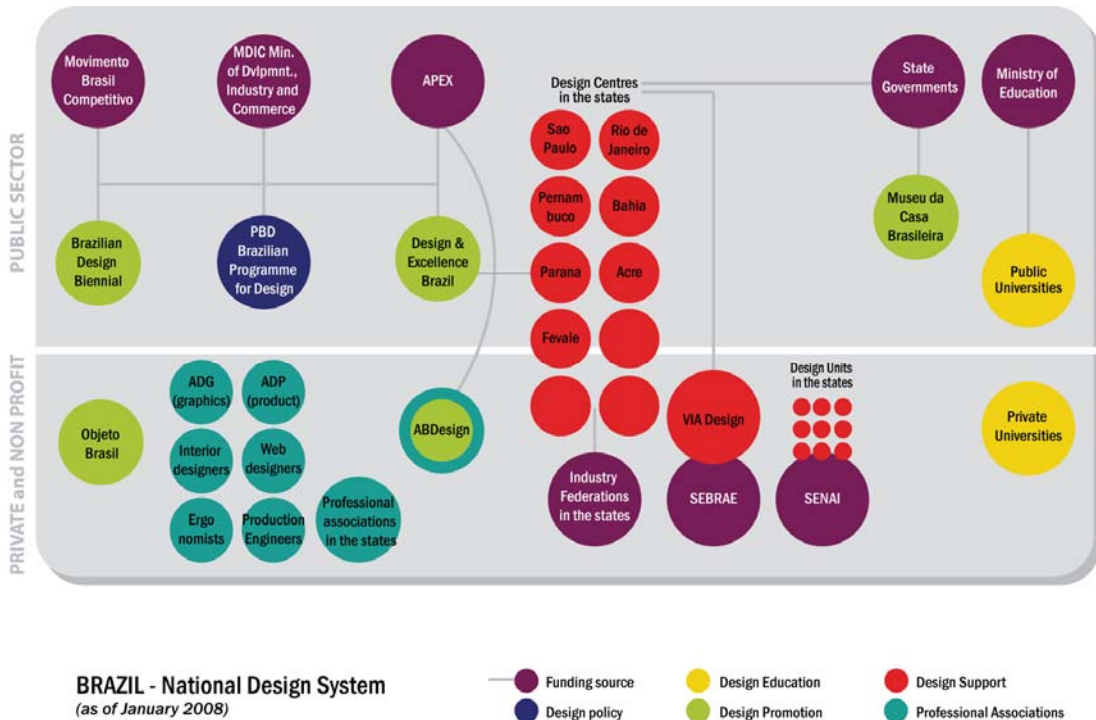 PUBLIC SECTOR
Movimento
Brasil
Competitivo
MDIC Min.
of Dvlpmnt.,
Industry and
Commerce
APEX
Design Centres
in the states
State
Governments
Ministry of
Education
Sao
Paulo
Rio de
Janeiro
Pernam
buco
Bahia
Museu da
Casa
Brasileira
Brazilian
Design
Biennial
PBD
Brazilian
Programme
for Design
Design &
Excellence
Brazil
Parana
Acre
Public
Universities
Fevale
PRIVATE and NON PROFIT
ADG
(graphics)
ADP
(product)
Design Units
in the states
Objeto
Brasil
Interior
designers
Web
designers
ABDesign
VIA Design
Private
Universities
Ergo
nomists
Production
Engineers
Professional
associations
in the states
Industry
Federations
in the states
SEBRAE
SENAI
BRAZIL - National Design System
(as of January 2008)
Funding source
Design Education
Design Support
Design policy
Design Promotion
Professional Associations